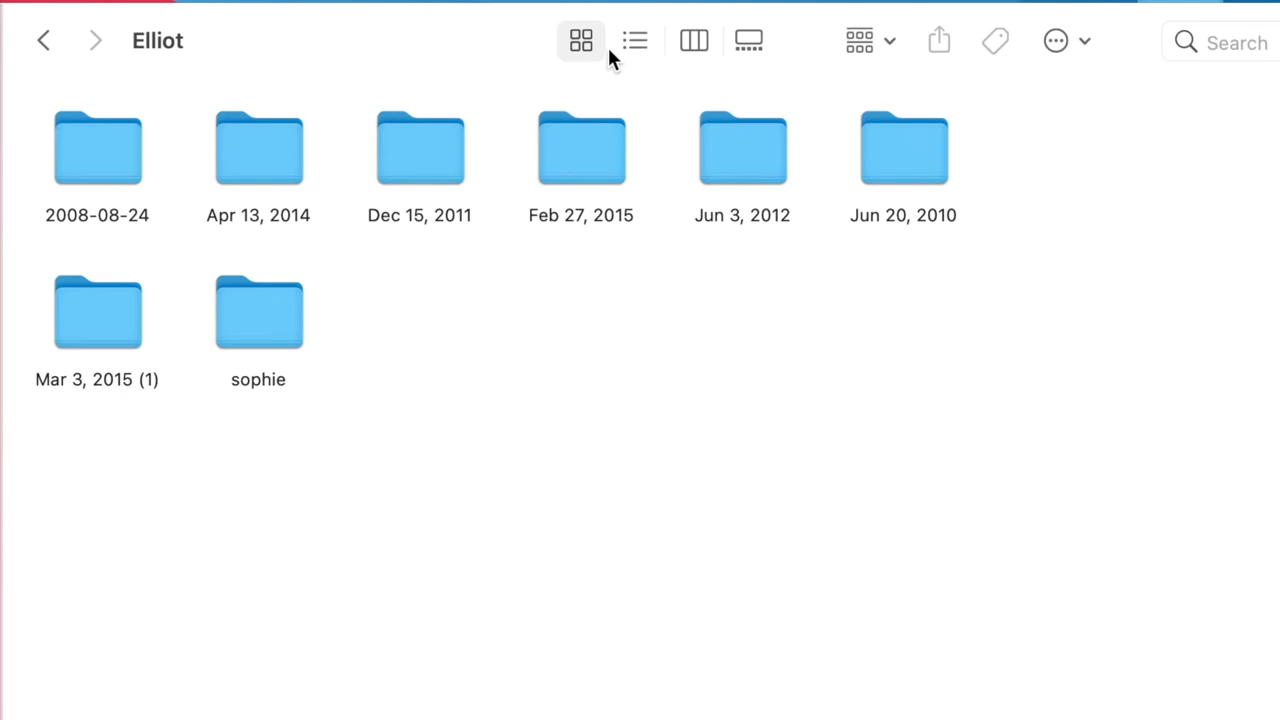 Elliot
Search
2008-08-24
Apr 13, 2014
Dec 15, 2011
Feb 27, 2015
Jun 3, 2012
Jun 20, 2010
Mar 3, 2015 (1)
sophie